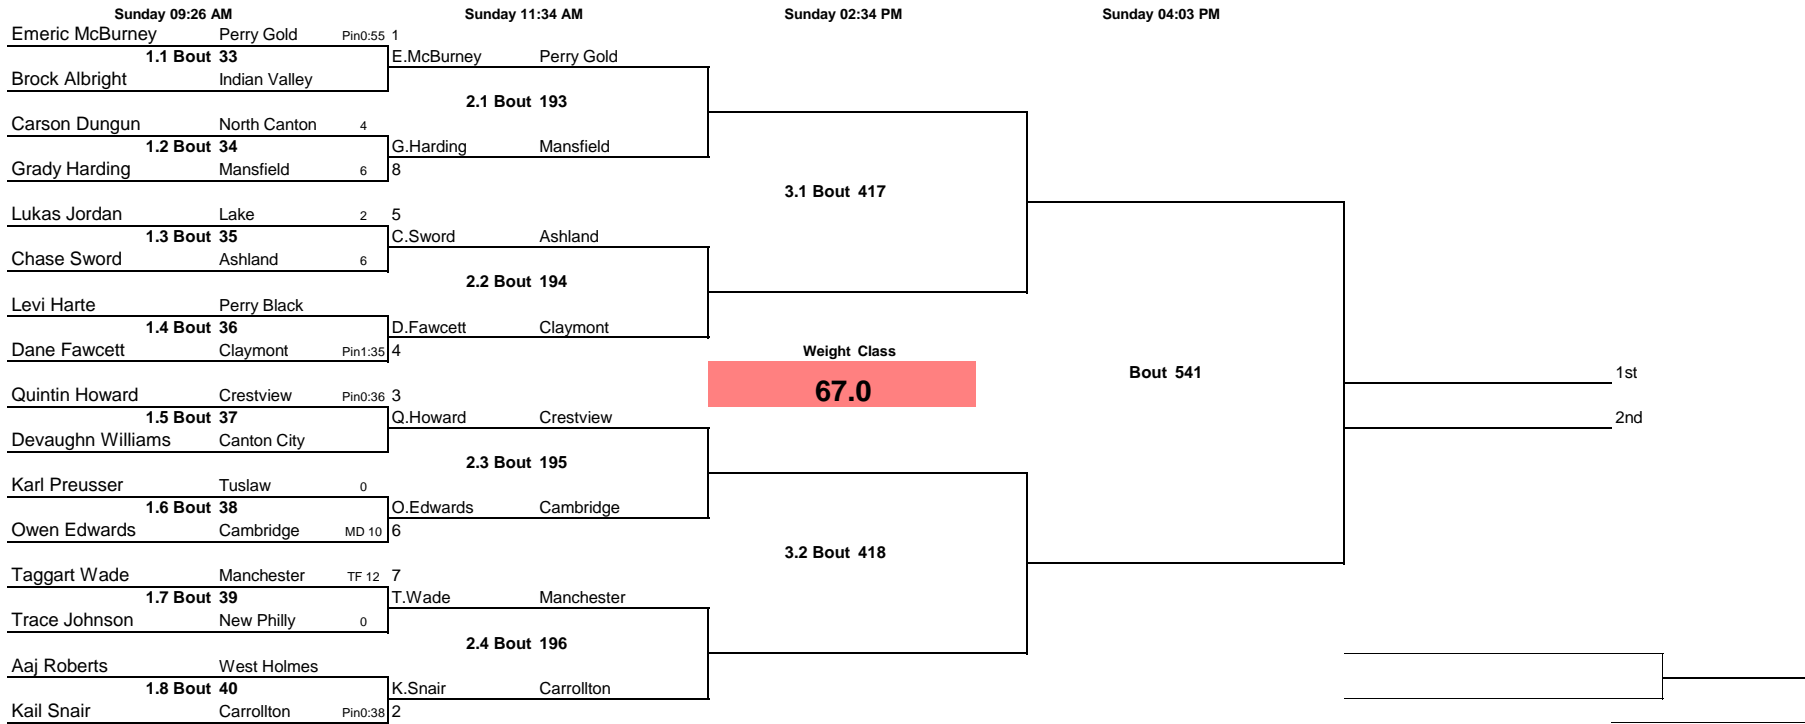 Sunday 09:26 AM Sunday 11:34 AM Sunday 02:34 PM Sunday 04:03 PM
Emeric McBurney Perry Gold Pin0:55 1
1.1 Bout 33 E.McBurney Perry Gold
Brock Albright Indian Valley
2.1 Bout 193
Carson Dungun North Canton 4
1.2 Bout 34 G.Harding Mansfield
Grady Harding Mansfield 6 8
3.1 Bout 417
Lukas Jordan Lake 2 5
1.3 Bout 35 C.Sword Ashland
Chase Sword Ashland 6
2.2 Bout 194
Levi Harte Perry Black
1.4 Bout 36 D.Fawcett Claymont
Dane Fawcett Claymont Pin1:35 4 Weight Class
Bout 541 1st
Quintin Howard Crestview Pin0:36 3 67.0
1.5 Bout 37 Q.Howard Crestview 2nd
Devaughn Williams Canton City
2.3 Bout 195
Karl Preusser Tuslaw 0
1.6 Bout 38 O.Edwards Cambridge
Owen Edwards Cambridge MD 10 6
3.2 Bout 418
Taggart Wade Manchester TF 12 7
1.7 Bout 39 T.Wade Manchester
Trace Johnson New Philly 0
2.4 Bout 196
Aaj Roberts West Holmes
1.8 Bout 40 K.Snair Carrollton
Kail Snair Carrollton Pin0:38 2